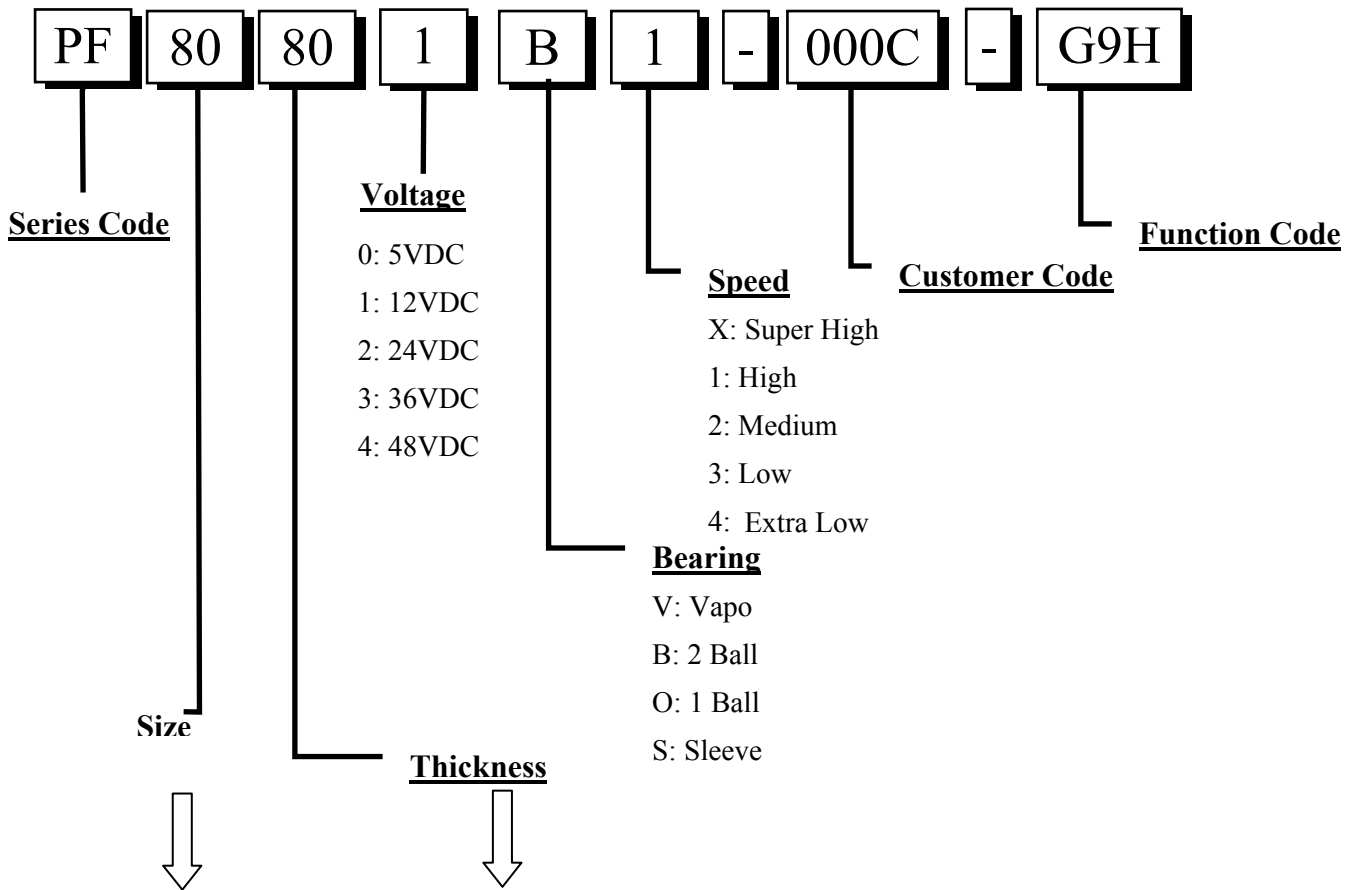 PF 80 80 1 B 1 - 000C - G9H
Series Code
Voltage
0: 5VDC
1: 12VDC
2: 24VDC
3: 36VDC
4: 48VDC
Function Code
Customer Code
Speed
X: Super High
1: High
2: Medium
3: Low
4: Extra Low
Bearing
V: Vapo
B: 2 Ball
O: 1 Ball
S: Sleeve
Size
Thickness